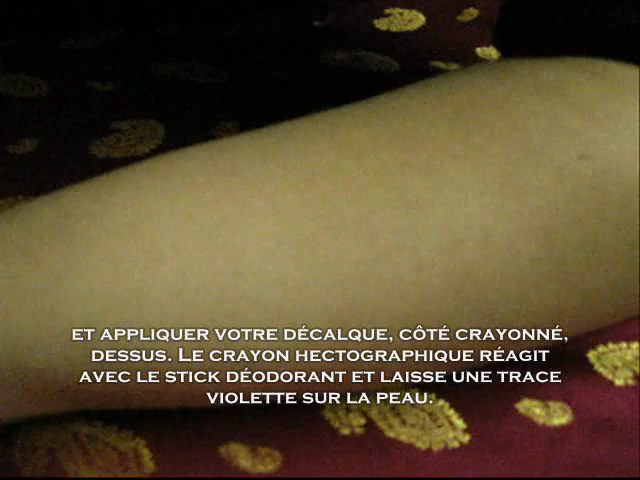 ET APPLIQUER VOTRE DÉCALQUE, CÔTÉ CRAYONNÉ,
DESSUS. LE CRAYON HECTOGRAPHIQUE RÉAGIT
AVEC LE STICK DÉODORANT ET LAISSE UNE TRACE
VIOLETTE SUR LA PEAU.